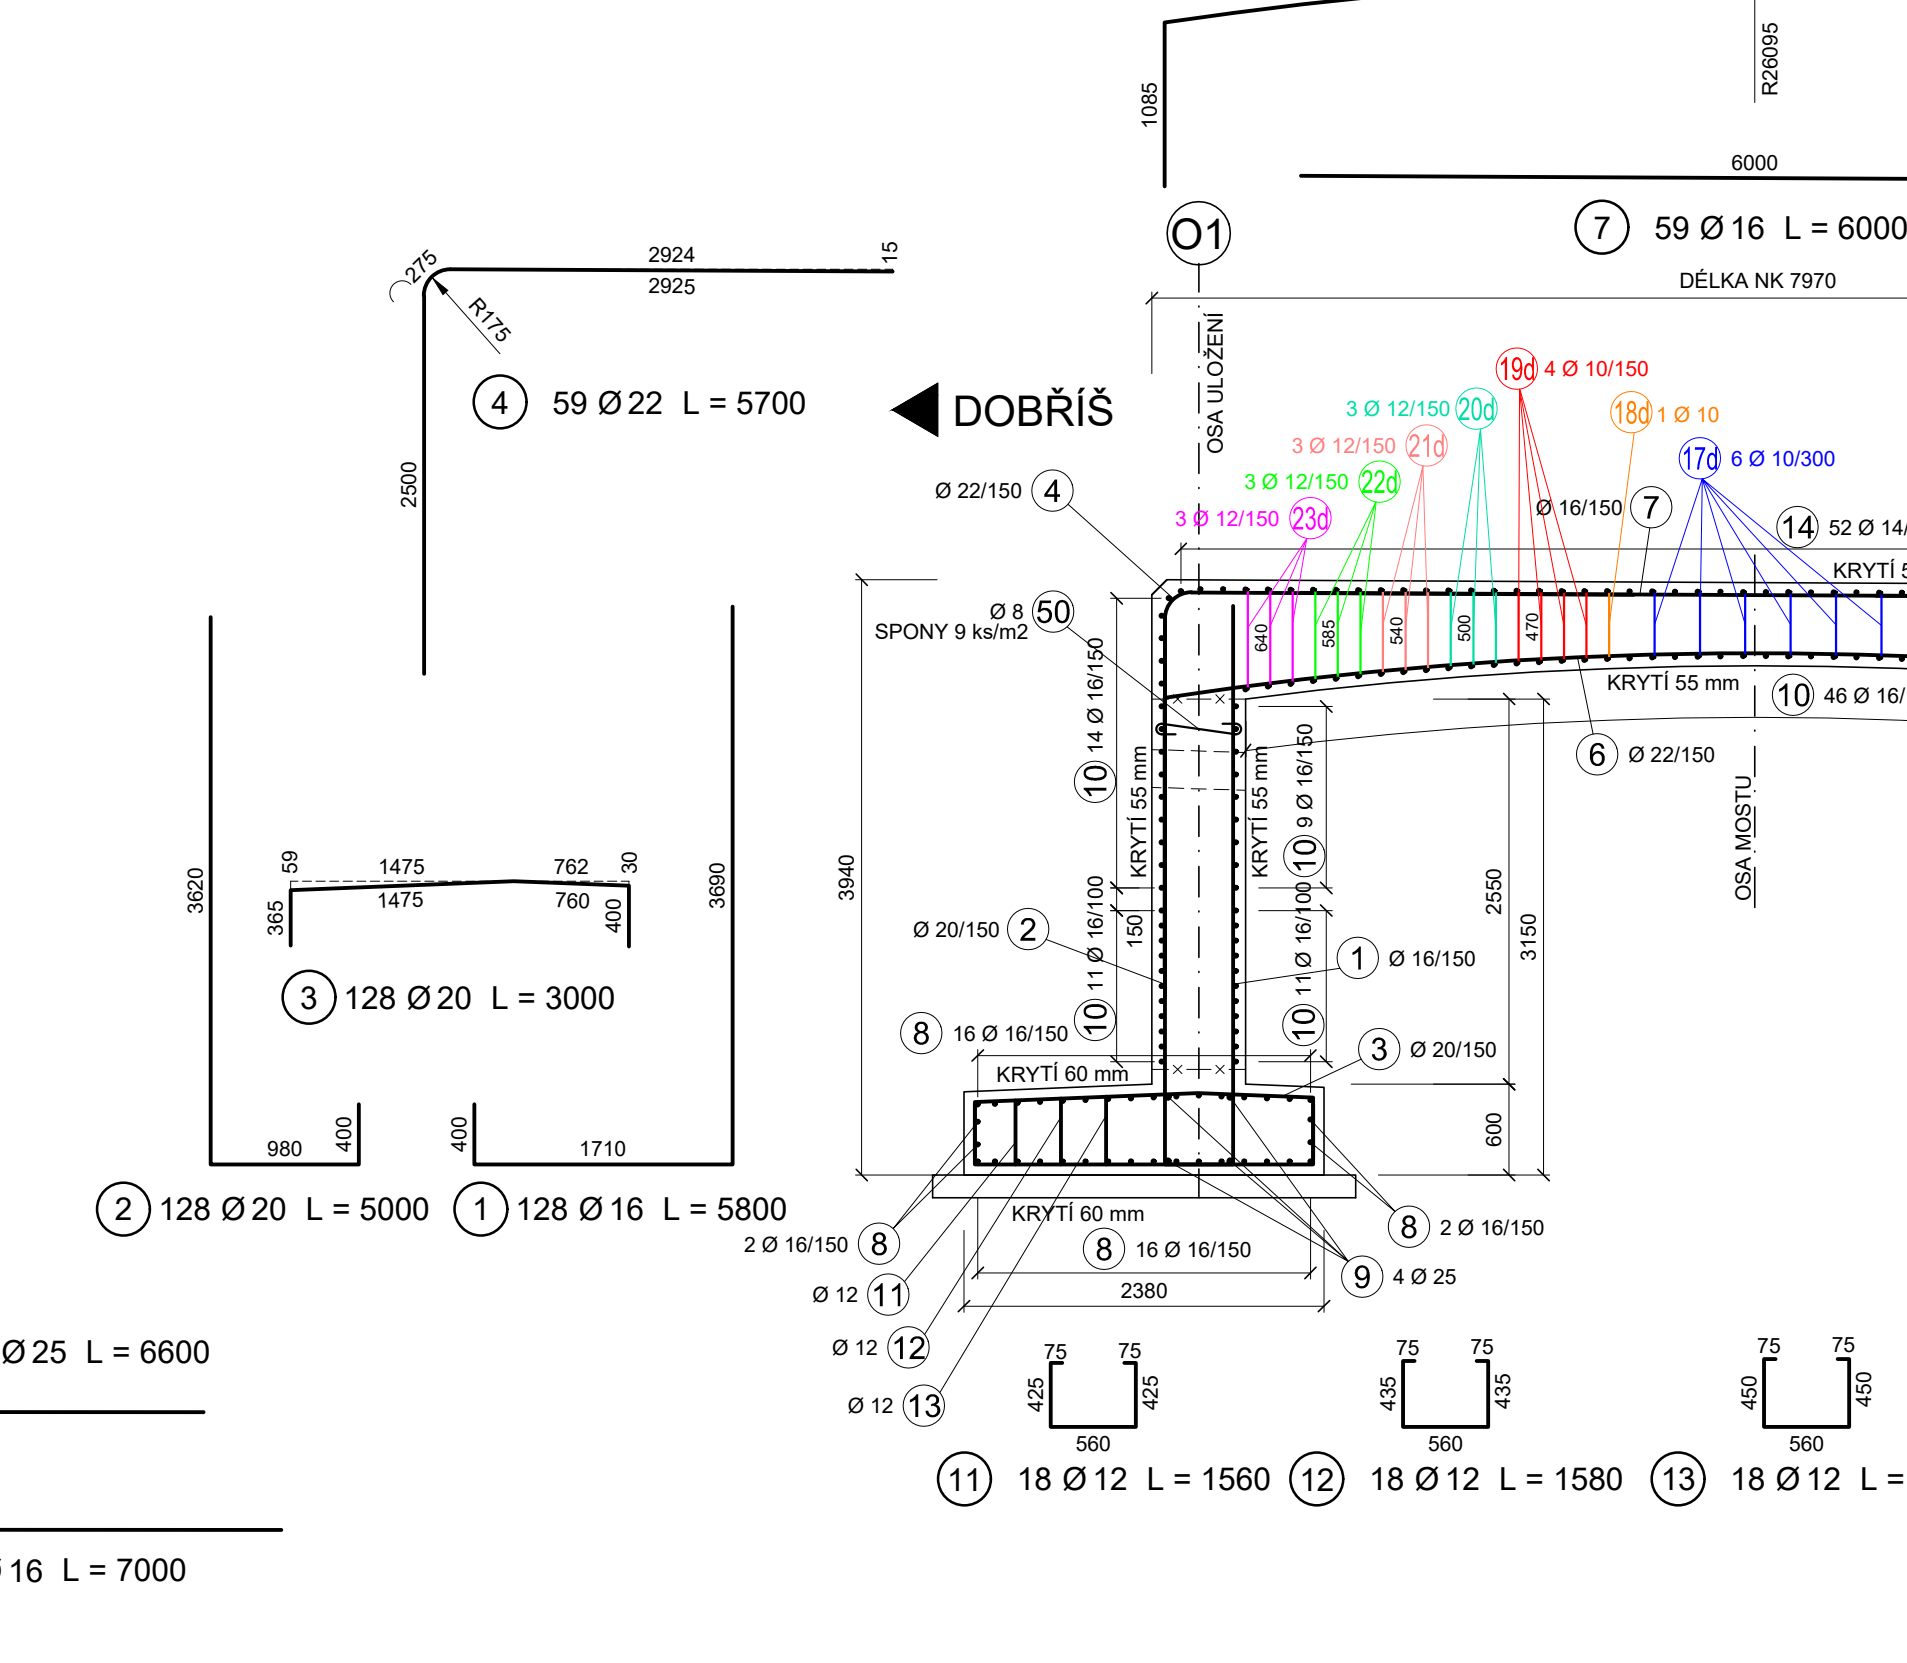 R26095
1085
6000
7 59 Ø 16 L = 6000
O1
DÉLKA NK 7970
OSA ULOŽENÍ
275
2924
15
2925
R175
2500
4 59 Ø 22 L = 5700
DOBŘÍŠ
19d 4 Ø 10/150
3 Ø 12/150 20d
18d 1 Ø 10
3 Ø 12/150 21d
17d 6 Ø 10/300
3 Ø 12/150 22d
Ø 22/150 4
3 Ø 12/150 23d
Ø 16/150 7
14 52 Ø 14/
KRYTÍ 5
Ø 8 50
SPONY 9 ks/m2
640
585
540
500
470
KRYTÍ 55 mm
10 46 Ø 16/
6 Ø 22/150
OSA MOSTU
10 14 Ø 16/150
KRYTÍ 55 mm
KRYTÍ 55 mm
10 9 Ø 16/150
3940
2550
3150
600
150
10 11 Ø 16/100
10 11 Ø 16/100
Ø 20/150 2
1 Ø 16/150
8 16 Ø 16/150
3 Ø 20/150
KRYTÍ 60 mm
3620
59
1475
762
30
1475
760
365
400
3690
3 128 Ø 20 L = 3000
400
980
400
1710
2 128 Ø 20 L = 5000
1 128 Ø 16 L = 5800
KRYTÍ 60 mm
2 Ø 16/150 8
8 16 Ø 16/150
8 2 Ø 16/150
9 4 Ø 25
2380
Ø 12 11
Ø 12 12
Ø 12 13
Ø 25 L = 6600
75 75
425 425
560
11 18 Ø 12 L = 1560
75 75
435 435
560
12 18 Ø 12 L = 1580
75 75
450 450
560
13 18 Ø 12 L =
16 L = 7000